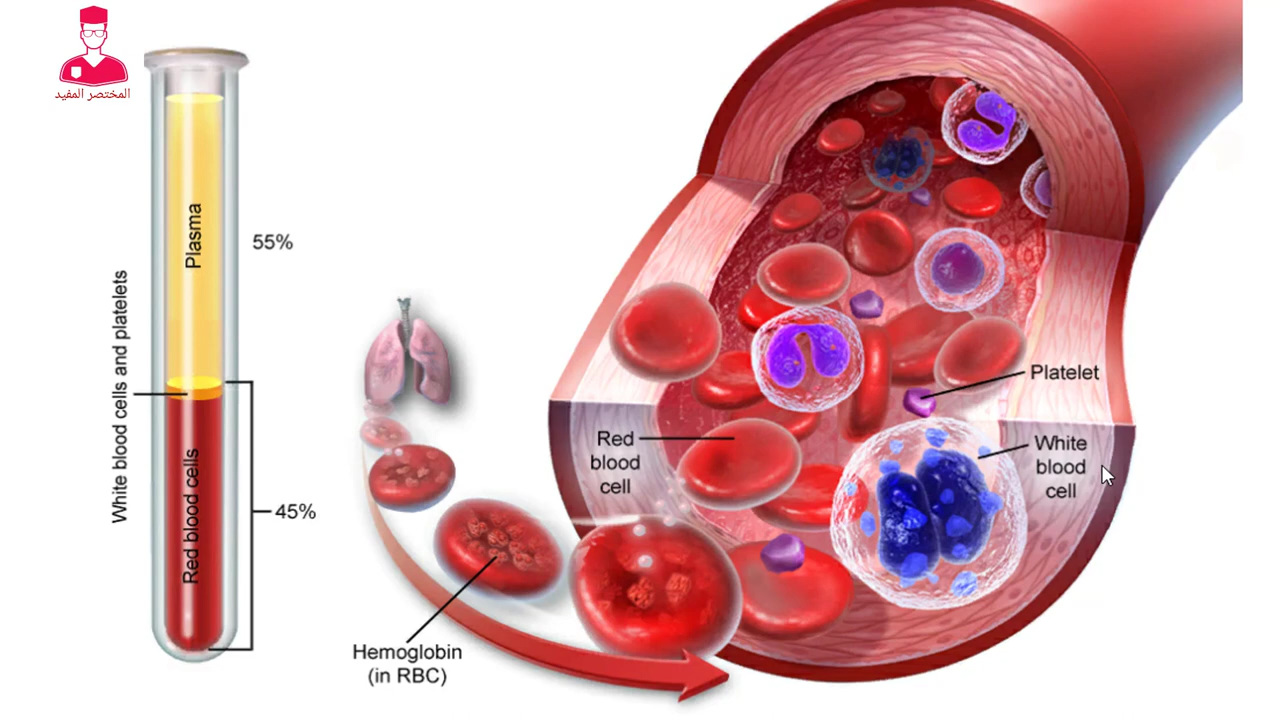 المختصر المفيد
Plasma
55%
White blood cells and platelets
Red blood cells
45%
Hemoglobin
(in RBC)
Red
blood
cell
Platelet
White
blood
cell